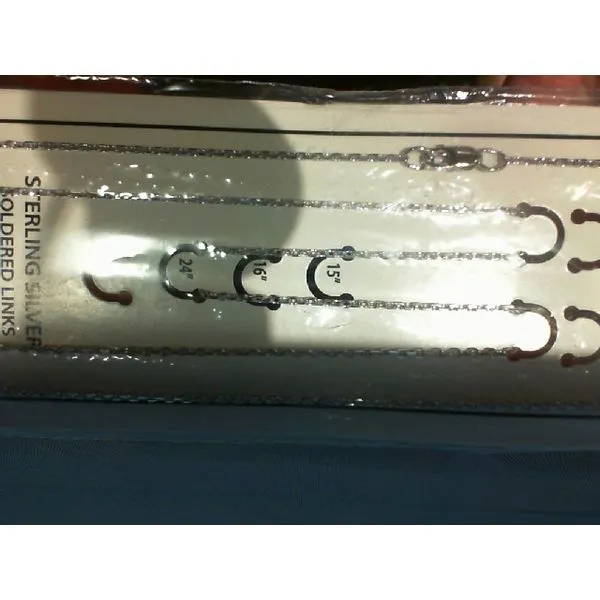 STERLING SILVER
SOLDERED LINKS
24"
16"
15"